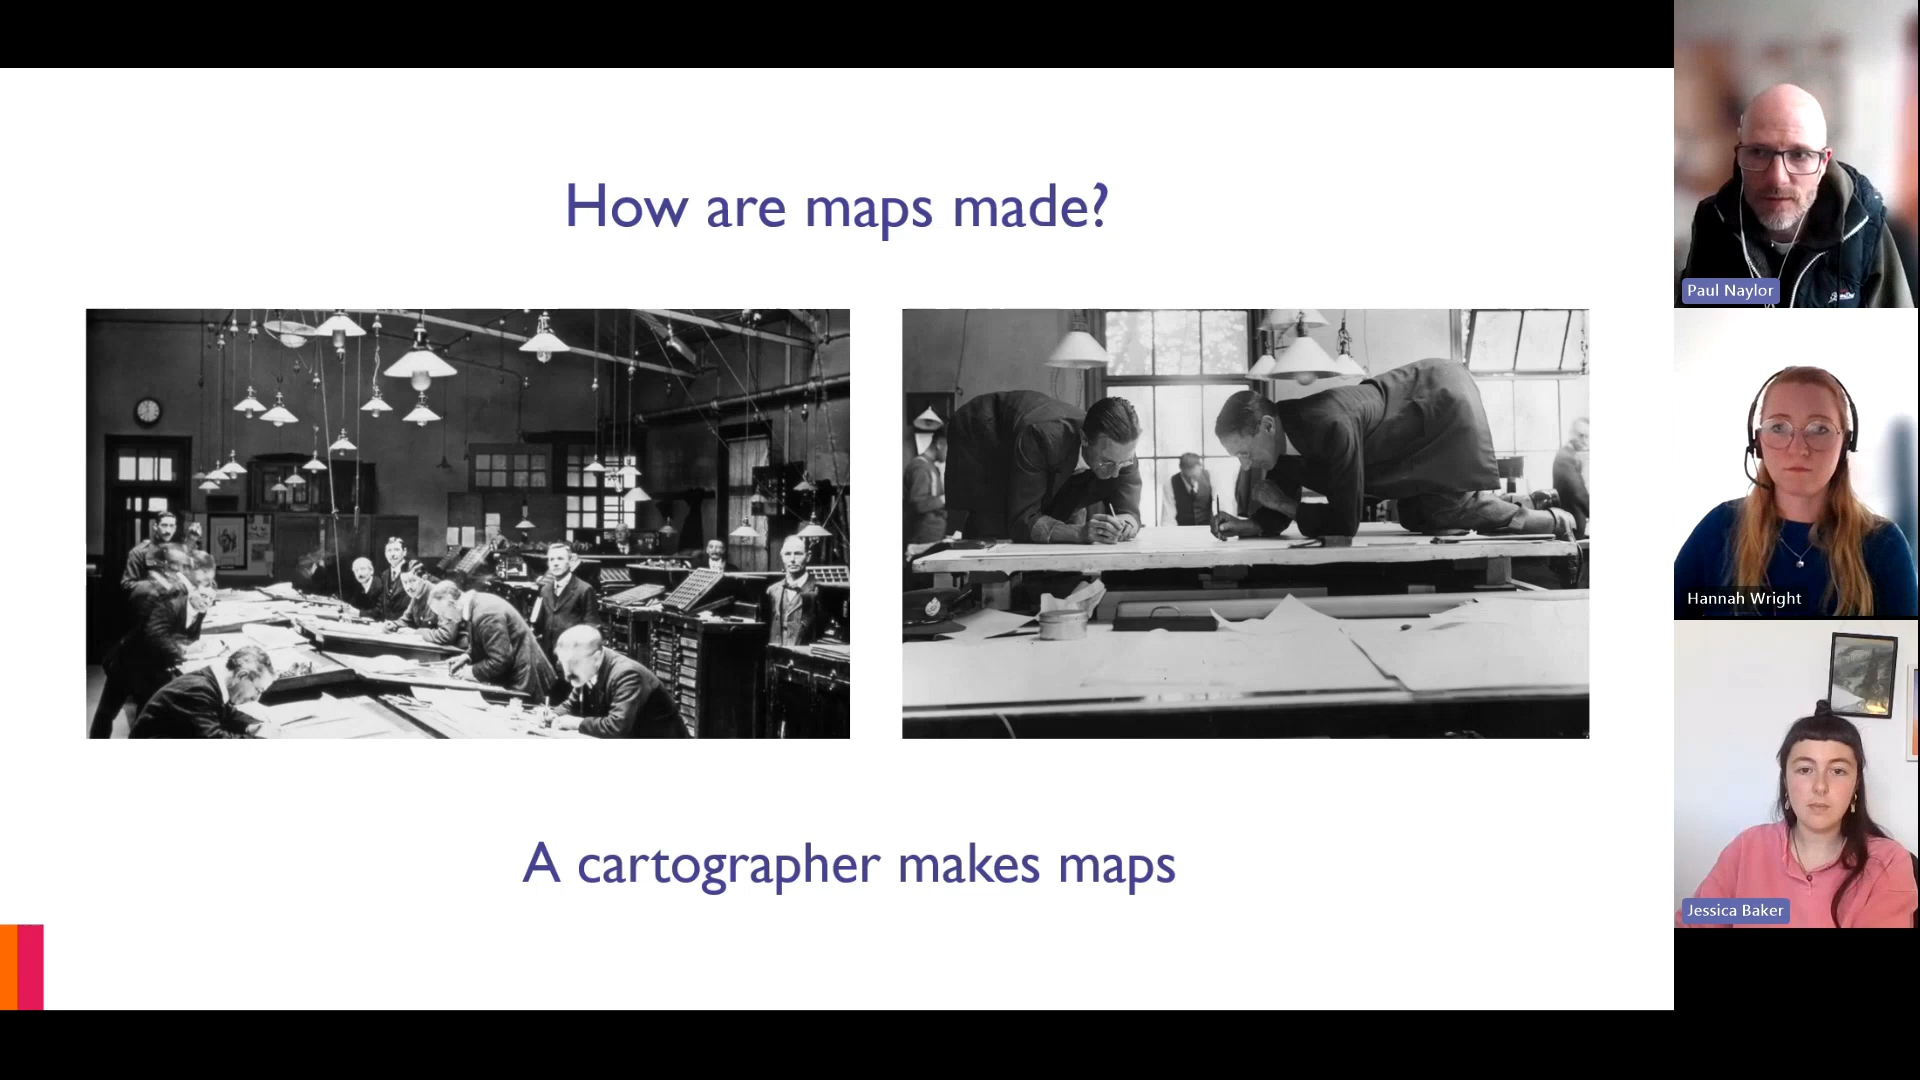 How are maps made?
A cartographer makes maps
Paul Naylor
Hannah Wright
Jessica Baker